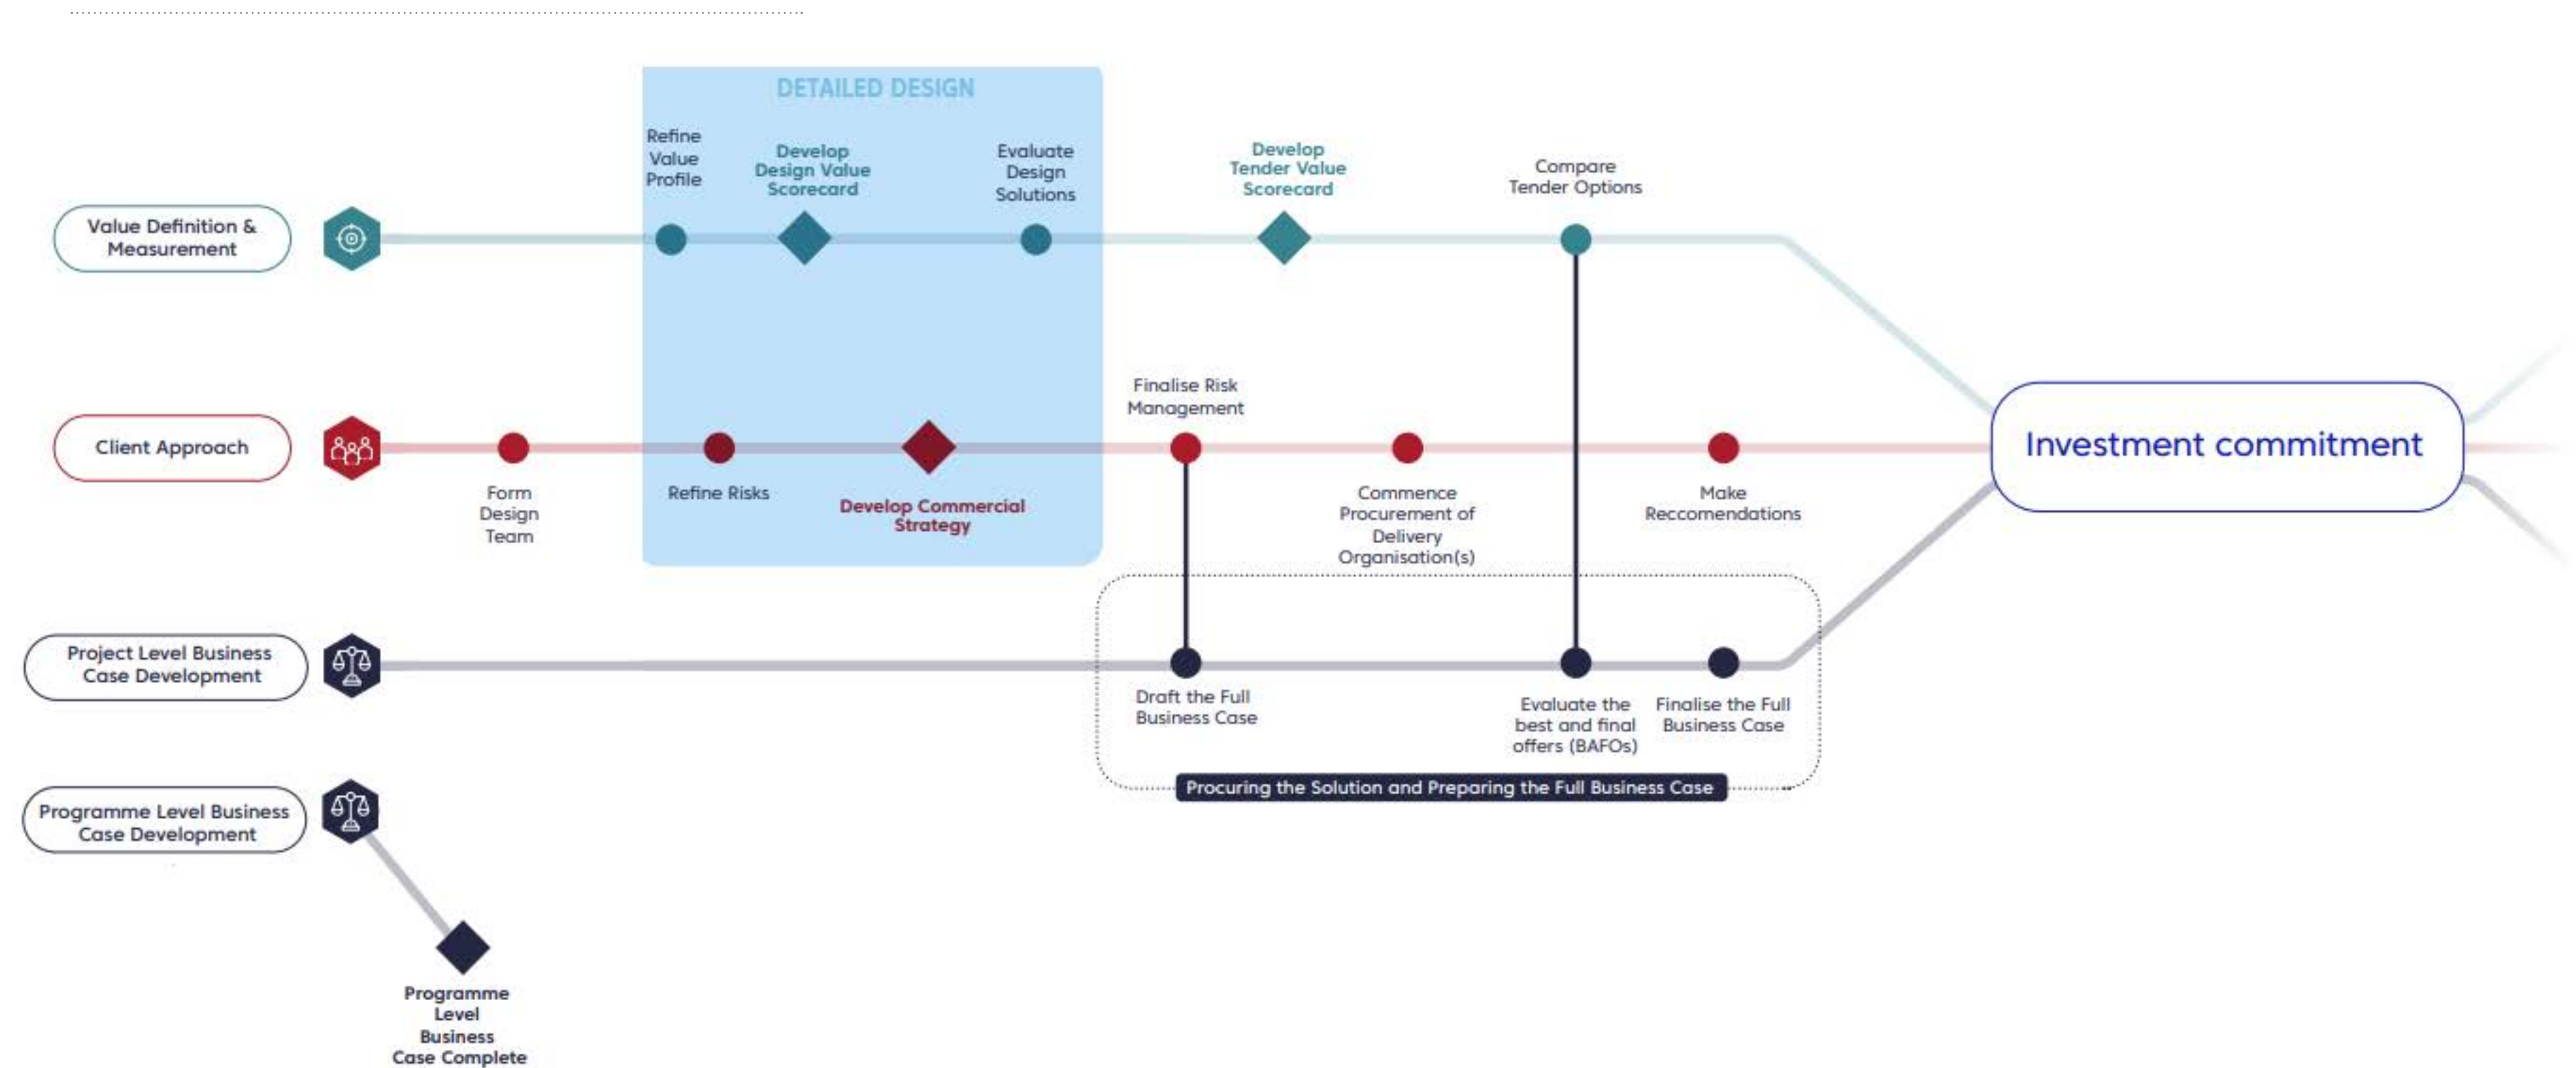 DETAILED DESIGN
Refine
Value
Profile
Develop
Design Value
Scorecard
Evaluate
Design
Solutions
Develop
Tender Value
Scorecard
Compare
Tender Options
Value Definition &
Measurement
Finalise Risk
Management
Client Approach
Investment commitment
Form
Design
Team
Refine Risks
Develop Commercial
Strategy
Commence
Procurement of
Delivery
Organisation(s)
Make
Reccomendations
Project Level Business
Case Development
Draft the Full
Business Case
Evaluate the
best and final
offers (BAFOs)
Finalise the Full
Business Case
Procuring the Solution and Preparing the Full Business Case
Programme Level Business
Case Development
Programme
Level
Business
Case Complete